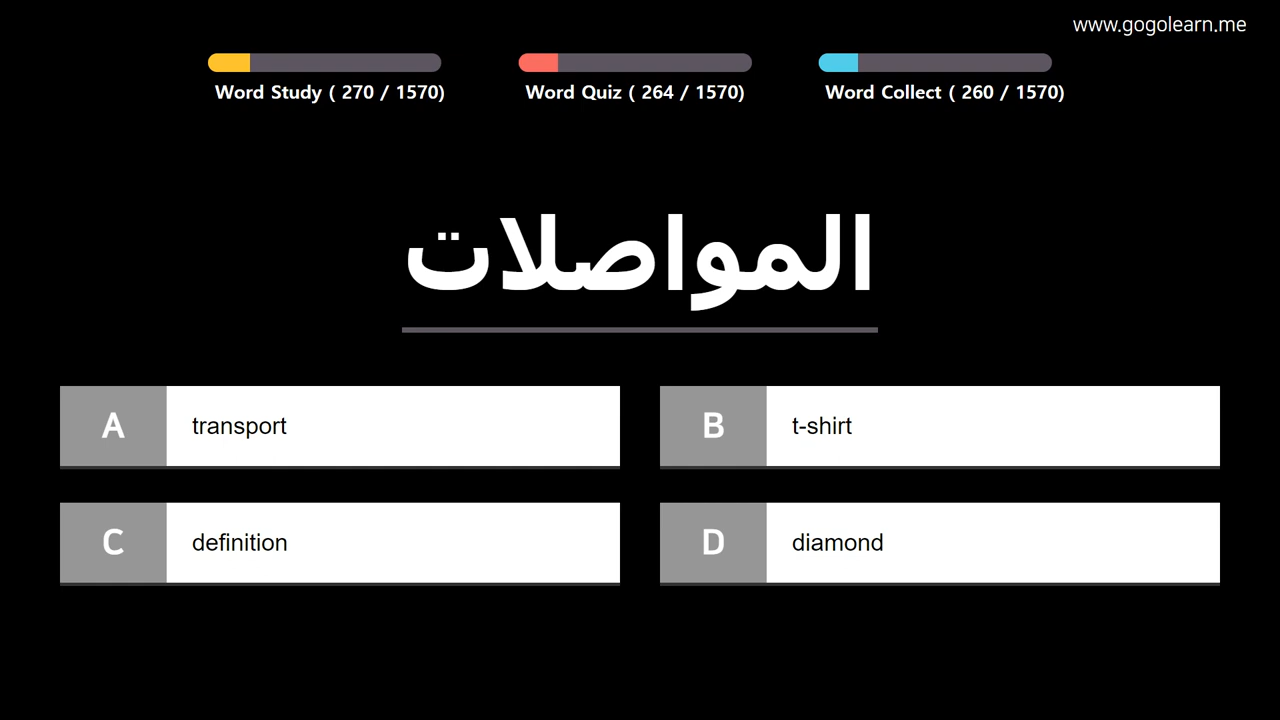 www.gogolearn.me
Word Study ( 270 / 1570)
Word Quiz ( 264 / 1570)
Word Collect ( 260 / 1570)
المواصلات
A transport
B t-shirt
C definition
D diamond